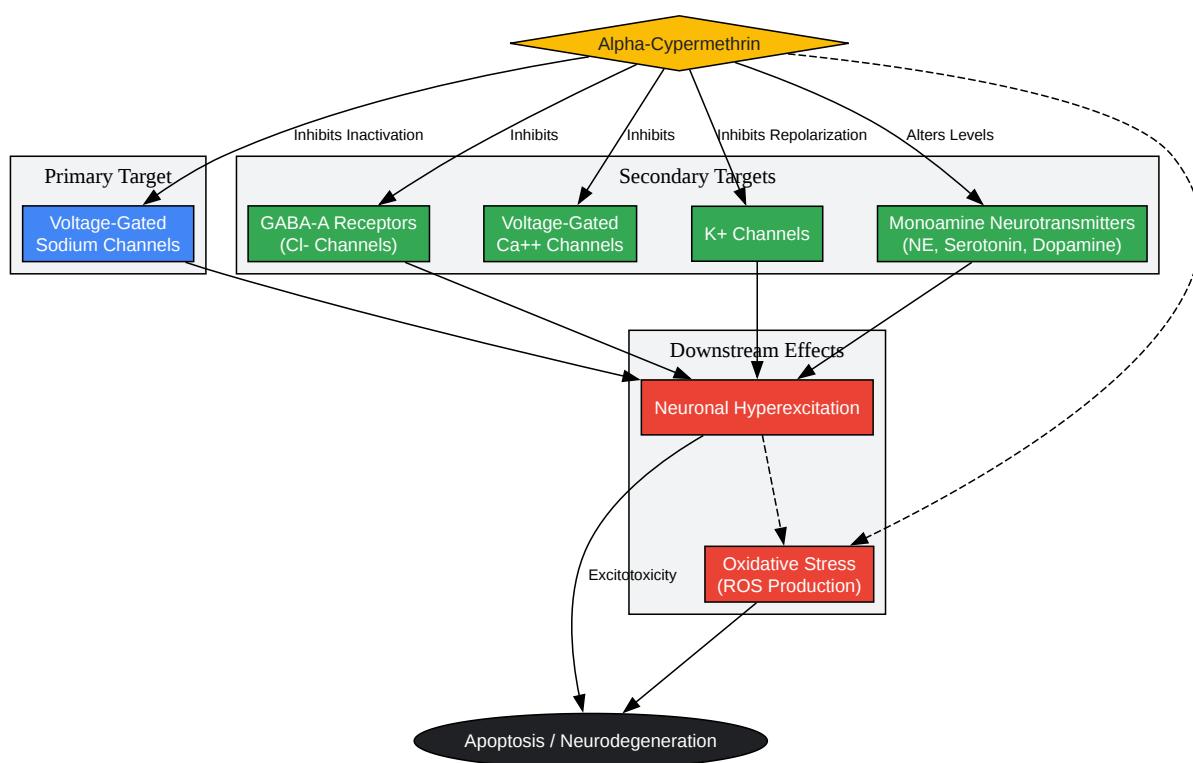 Alpha-Cypermethrin
Inhibits Inactivation
Inhibits
Inhibits
Inhibits Repolarization
Alters Levels
Primary Target
Secondary Targets
Voltage-Gated
Sodium Channels
GABA-A Receptors
(Cl- Channels)
Voltage-Gated
Ca++ Channels
K+ Channels
Monoamine Neurotransmitters
(NE, Serotonin, Dopamine)
Downstream Effects
Neuronal Hyperexcitation
Excitotoxicity
Oxidative Stress
(ROS Production)
Apoptosis / Neurodegeneration